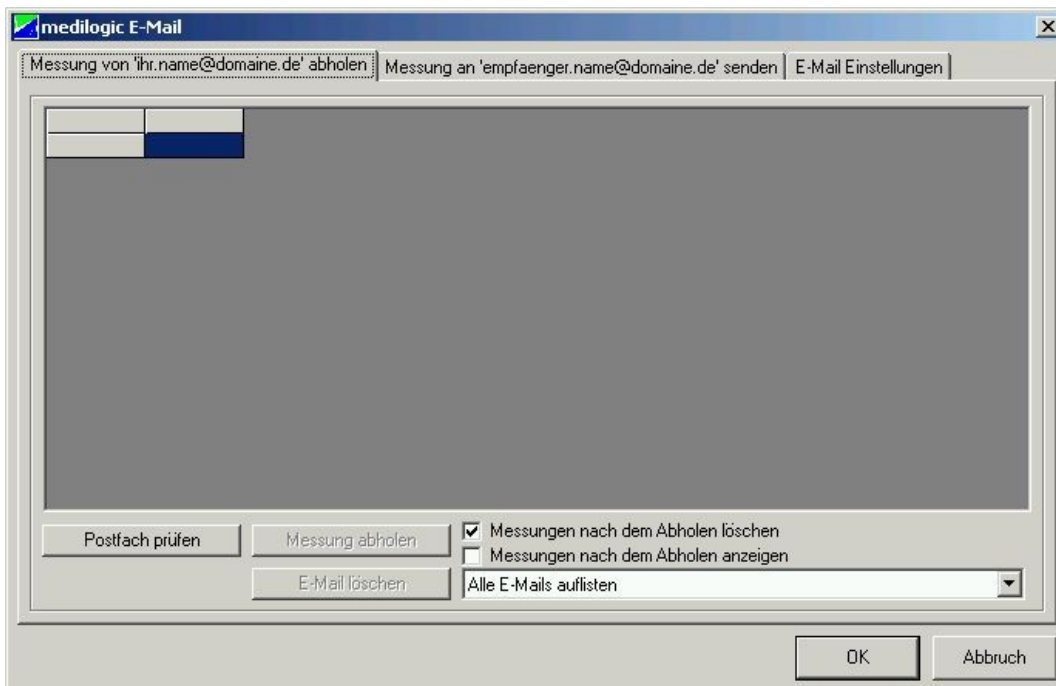 medilogic E-Mail
Messung von 'ihr.name@domaine.de' abholen Messung an 'empfaenger.name@domaine.de' senden E-Mail Einstellungen
Postfach prüfen Messung abholen Messungen nach dem Abholen löschen
Messungen nach dem Abholen anzeigen
E-Mail löschen Alle E-Mails auflisten
OK Abbruch